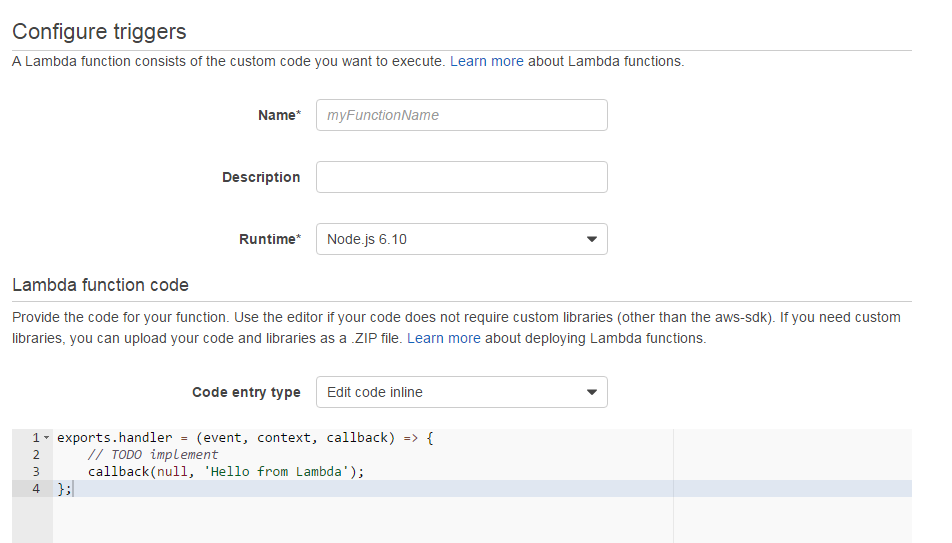 Configure triggers
A Lambda function consists of the custom code you want to execute. Learn more about Lambda functions.
Name* myFunctionName
Description
Runtime* Node.js 6.10
Lambda function code
Provide the code for your function. Use the editor if your code does not require custom libraries (other than the aws-sdk). If you need custom
libraries, you can upload your code and libraries as a .ZIP file. Learn more about deploying Lambda functions.
Code entry type Edit code inline
1 exports.handler = (event, context, callback) => {
2     // TODO implement
3     callback(null, 'Hello from Lambda');
4 };